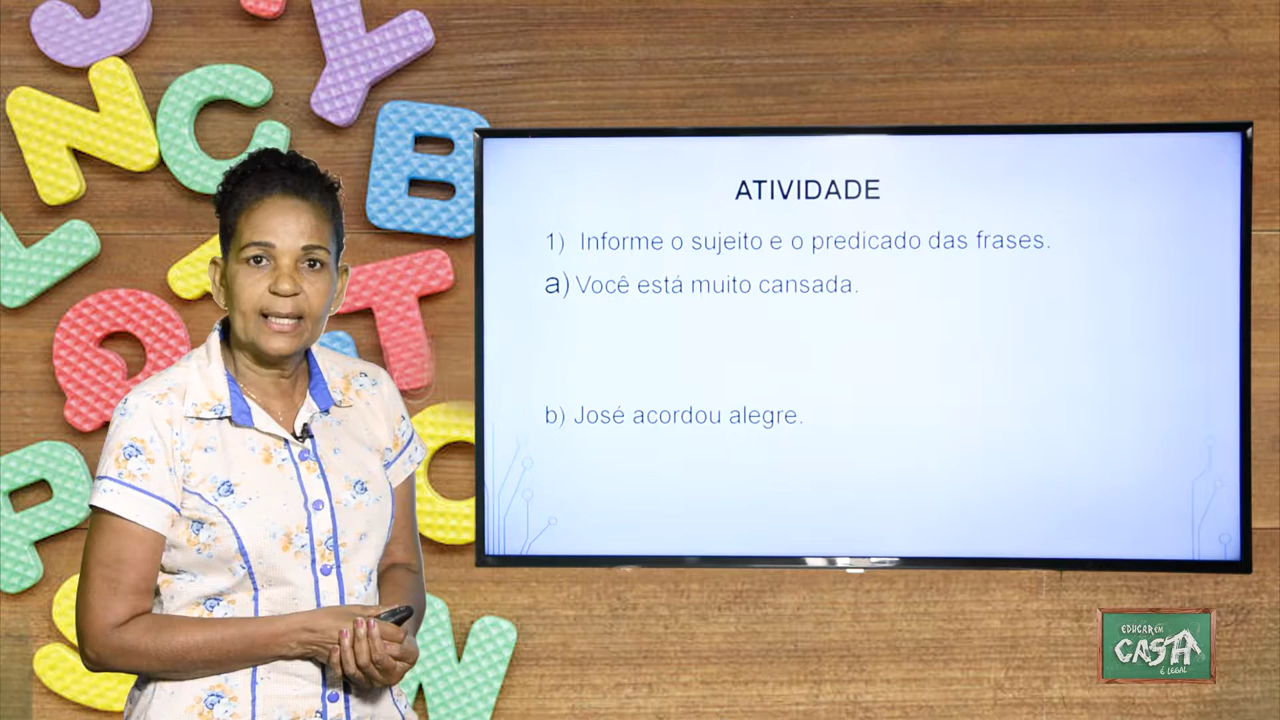 ATIVIDADE
1) Informe o sujeito e o predicado das frases.
a) Você está muito cansada.
b) José acordou alegre.
EDUCAR EM
CASA
É LEGAL